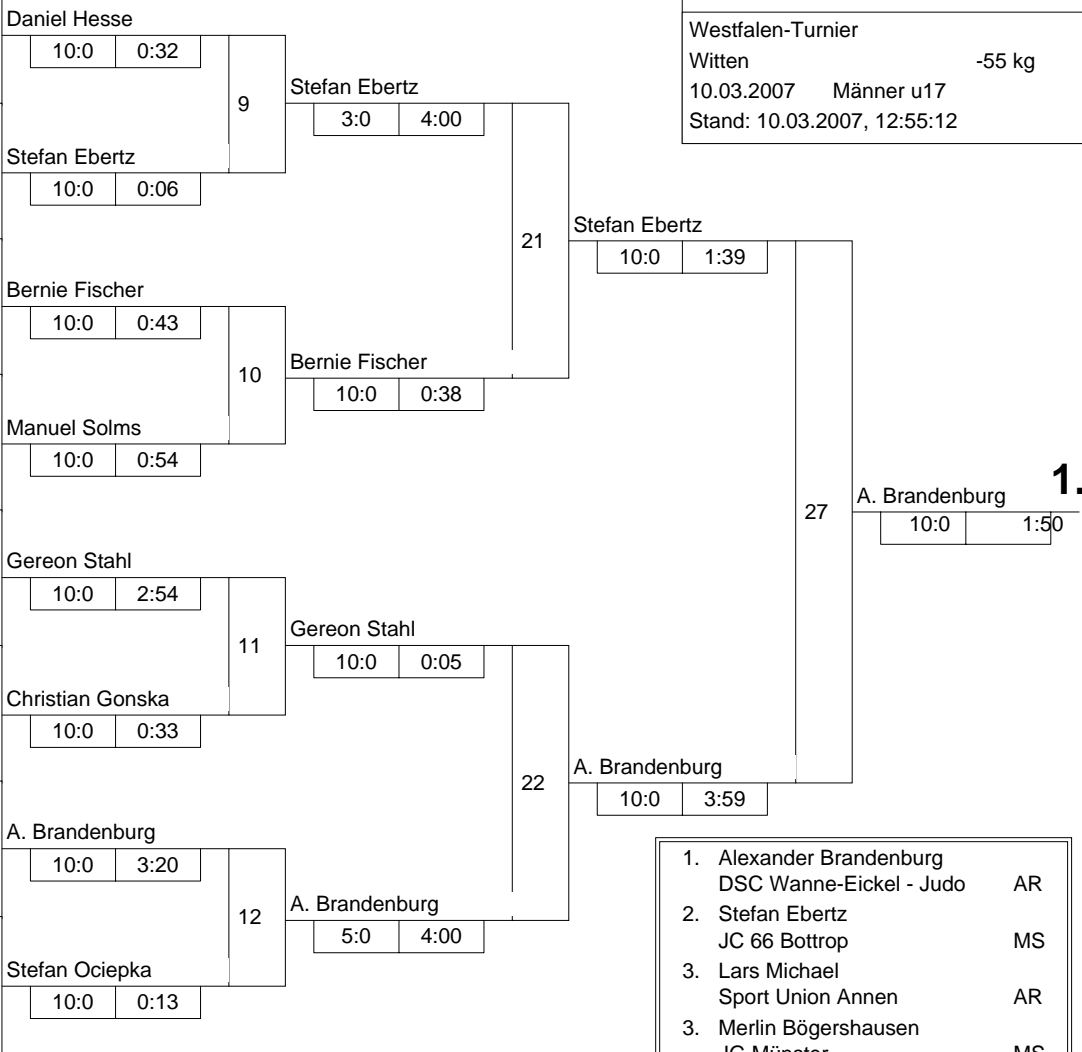 Daniel Hesse
10:0 0:32
9
Stefan Ebertz
10:0 0:06
Bernie Fischer
10:0 0:43
10
Manuel Solms
10:0 0:54
Gereon Stahl
10:0 2:54
11
Christian Gonska
10:0 0:33
A. Brandenburg
10:0 3:20
12
Stefan Ociepka
10:0 0:13
Stefan Ebertz
3:0 4:00
21
Bernie Fischer
10:0 0:38
Gereon Stahl
10:0 0:05
22
A. Brandenburg
5:0 4:00
Stefan Ebertz
10:0 1:39
27
A. Brandenburg
10:0 3:59
A. Brandenburg 1.
10:0 1:50
Westfalen-Turnier
Witten -55 kg
10.03.2007 Männer u17
Stand: 10.03.2007, 12:55:12
1. Alexander Brandenburg
DSC Wanne-Eickel - Judo AR
2. Stefan Ebertz
JC 66 Bottrop MS
3. Lars Michael
Sport Union Annen AR
3. Merlin Bögershausen
Münster MS